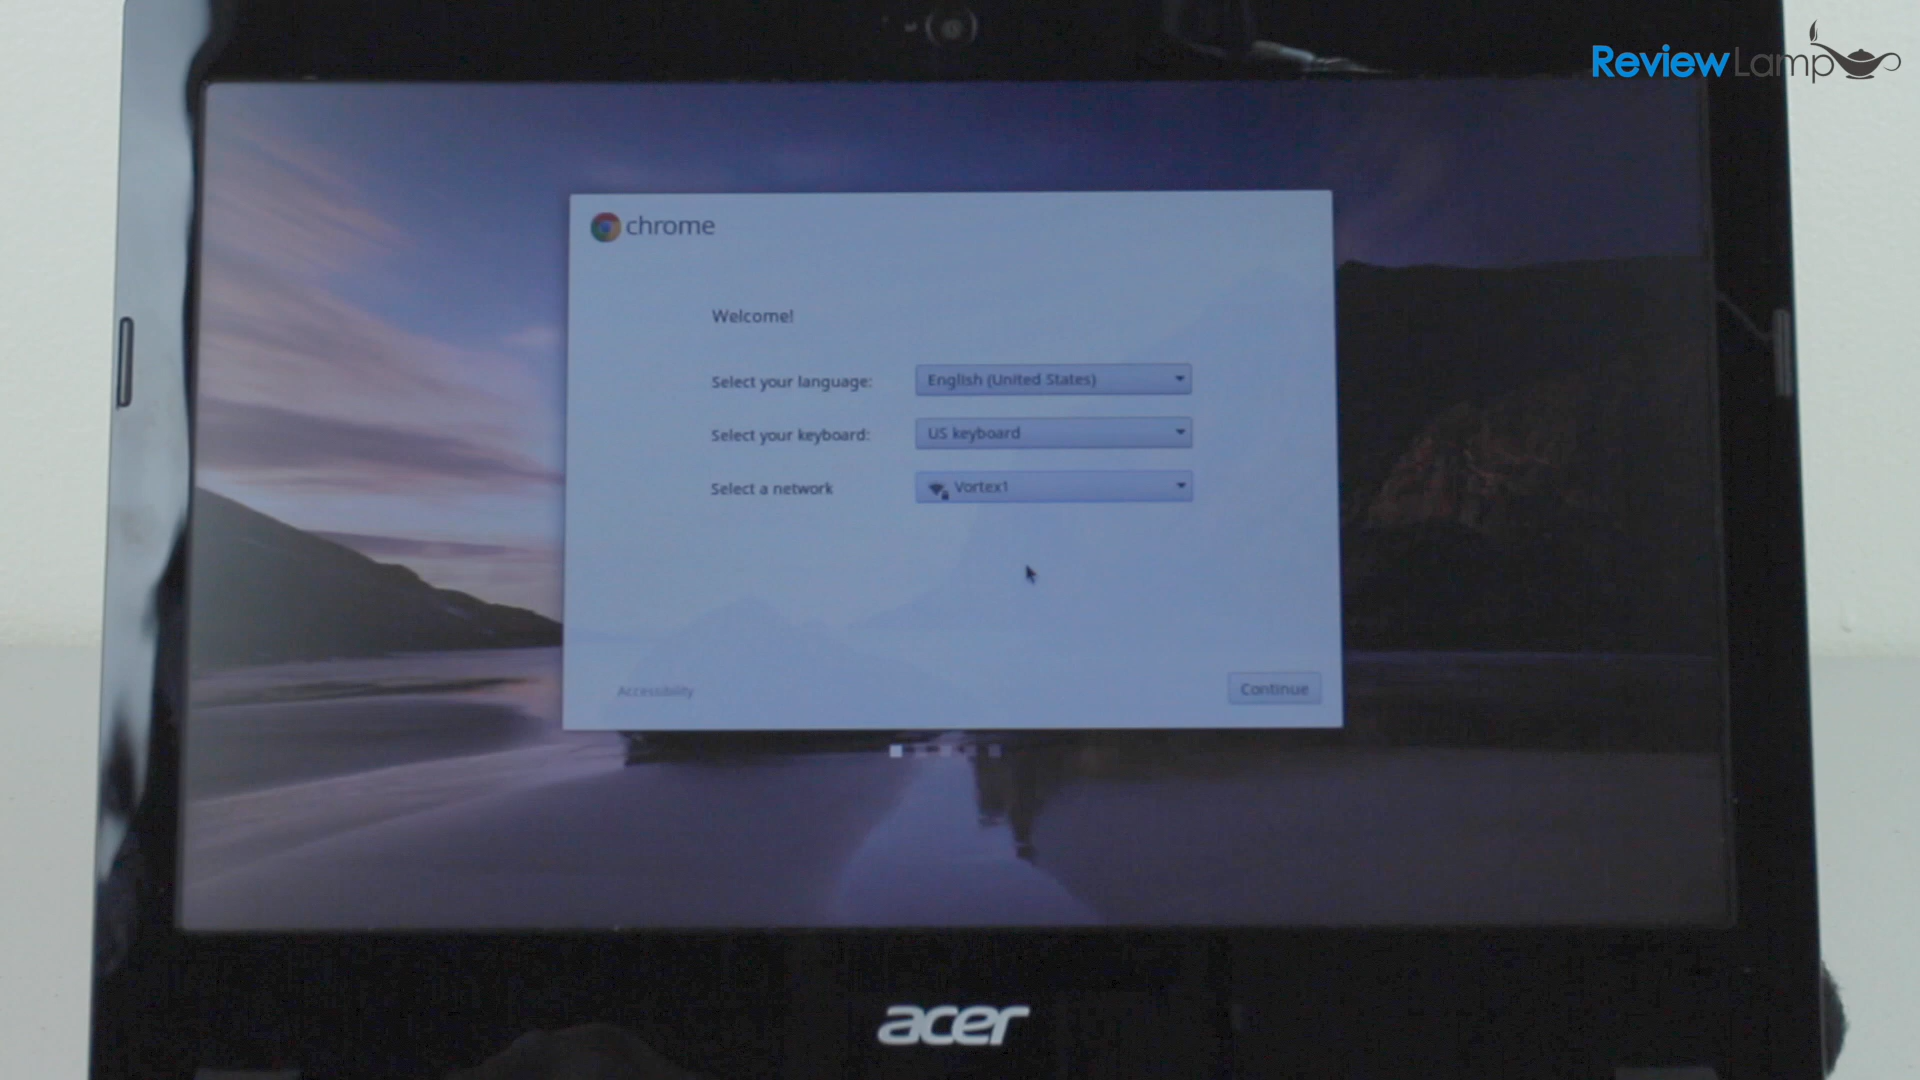 ReviewLamp
chrome
Welcome!
Select your language: English (United States)
Select your keyboard: US keyboard
Select a network Vortex1
Accessibility
Continue
acer